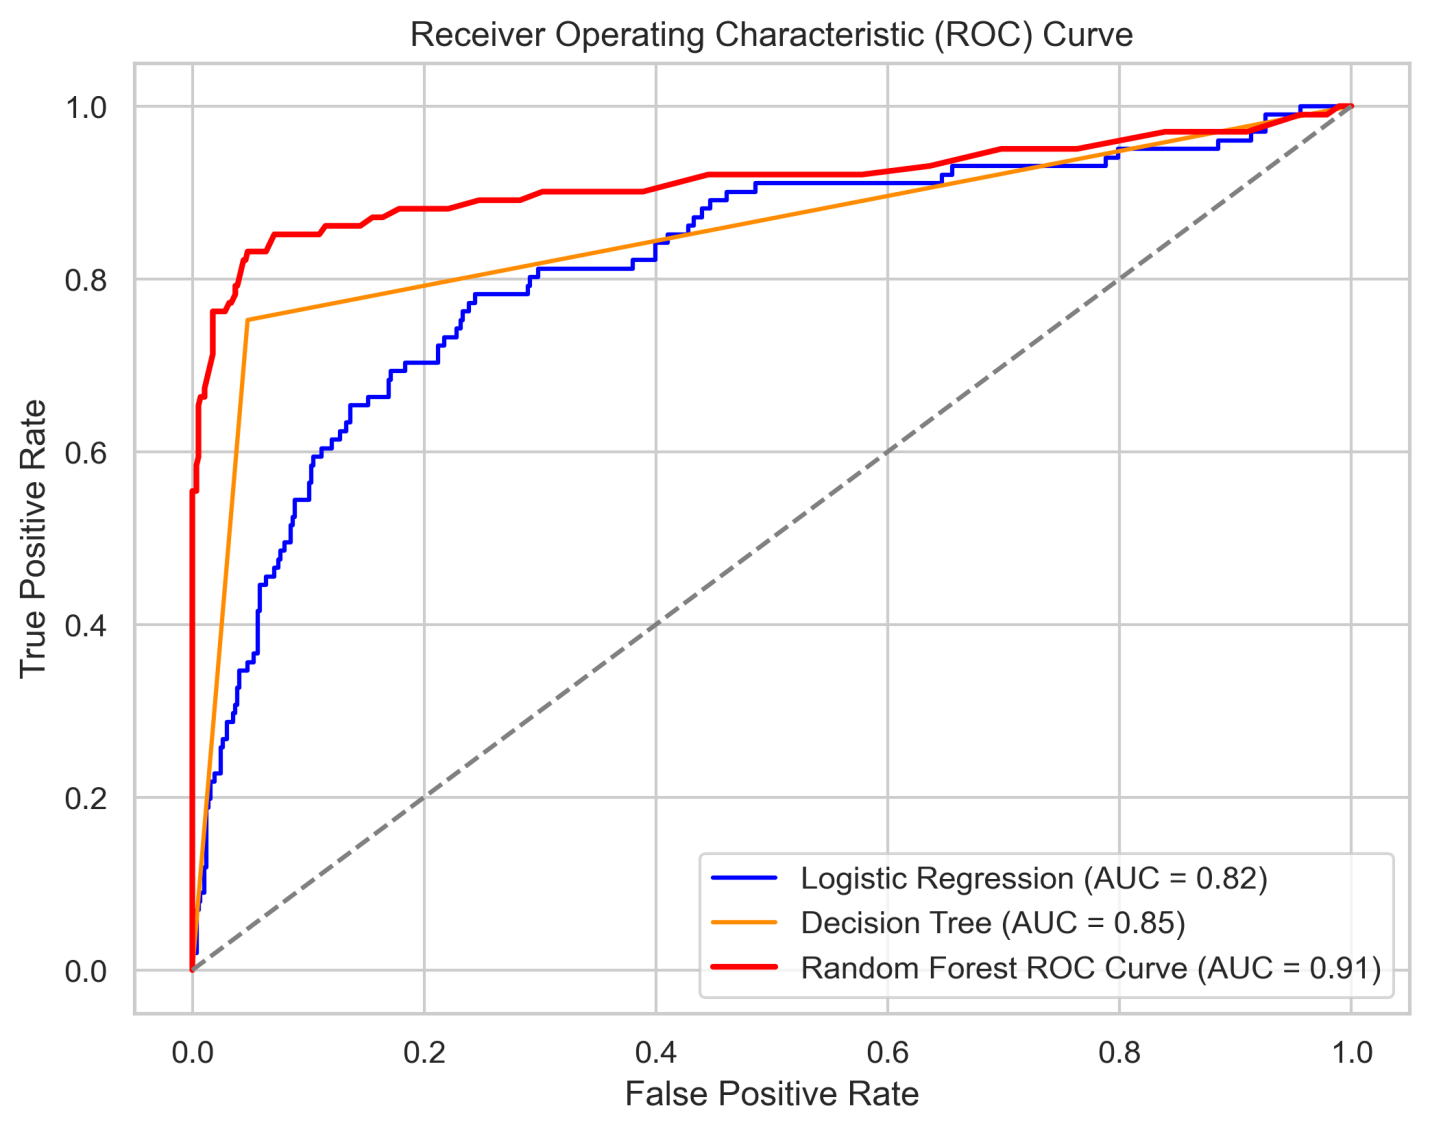 Receiver Operating Characteristic (ROC) Curve
1.0
0.8
0.6
0.4
0.2
0.0
True Positive Rate
Logistic Regression (AUC = 0.82)
Decision Tree (AUC = 0.85)
Random Forest ROC Curve (AUC = 0.91)
0.0 0.2 0.4 0.6 0.8 1.0
False Positive Rate